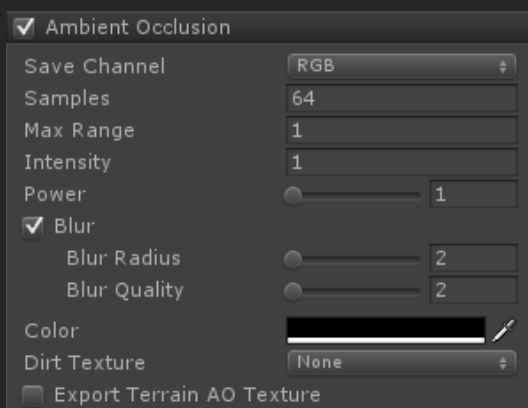 Ambient Occlusion
Save Channel RGB
Samples 64
Max Range 1
Intensity 1
Power 1
Blur
Blur Radius 2
Blur Quality 2
Color
Dirt Texture None
Export Terrain AO Texture